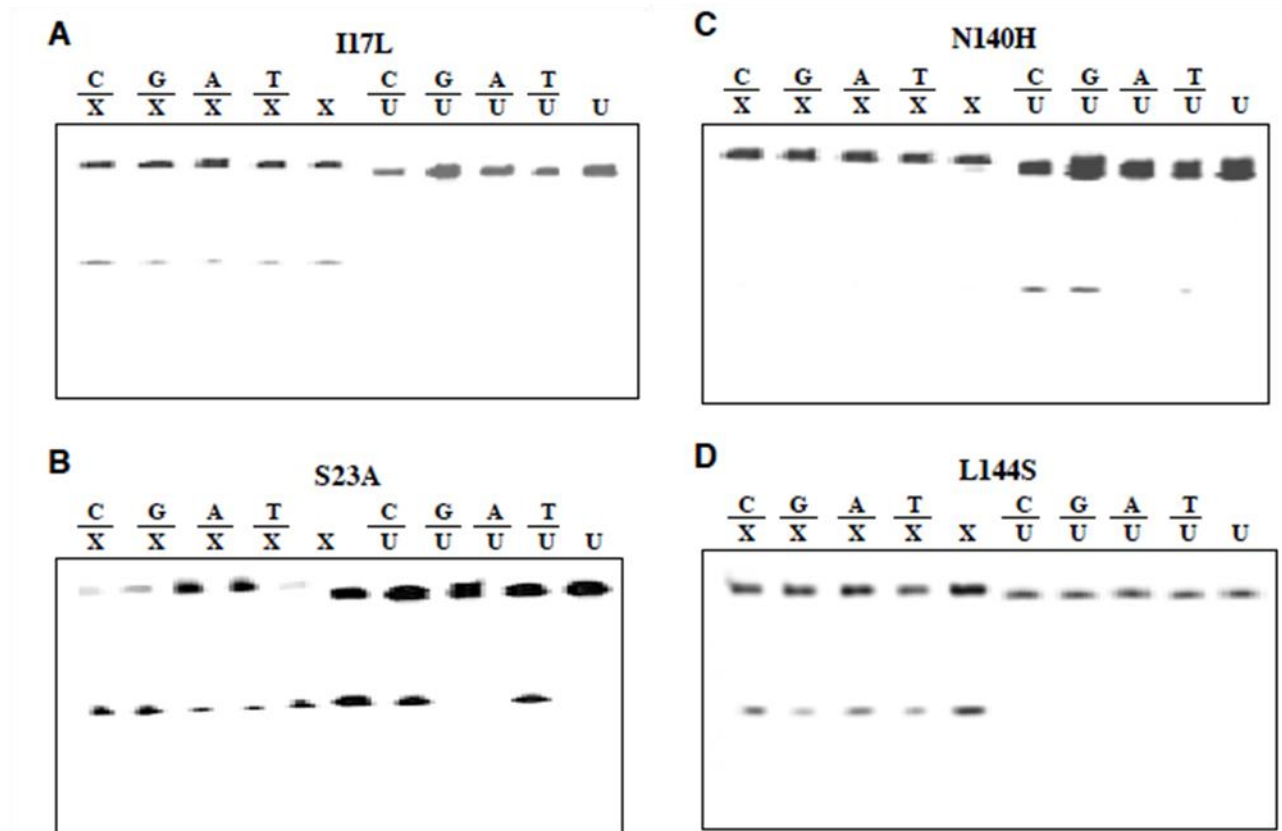 A
I17L
C G A T C G A T
X X X X X U U U U U
B
S23A
C G A T C G A T
X X X X X U U U U U
C
N140H
C G A T C G A T
X X X X X U U U U U
D
L144S
C G A T C G A T
X X X X X U U U U U